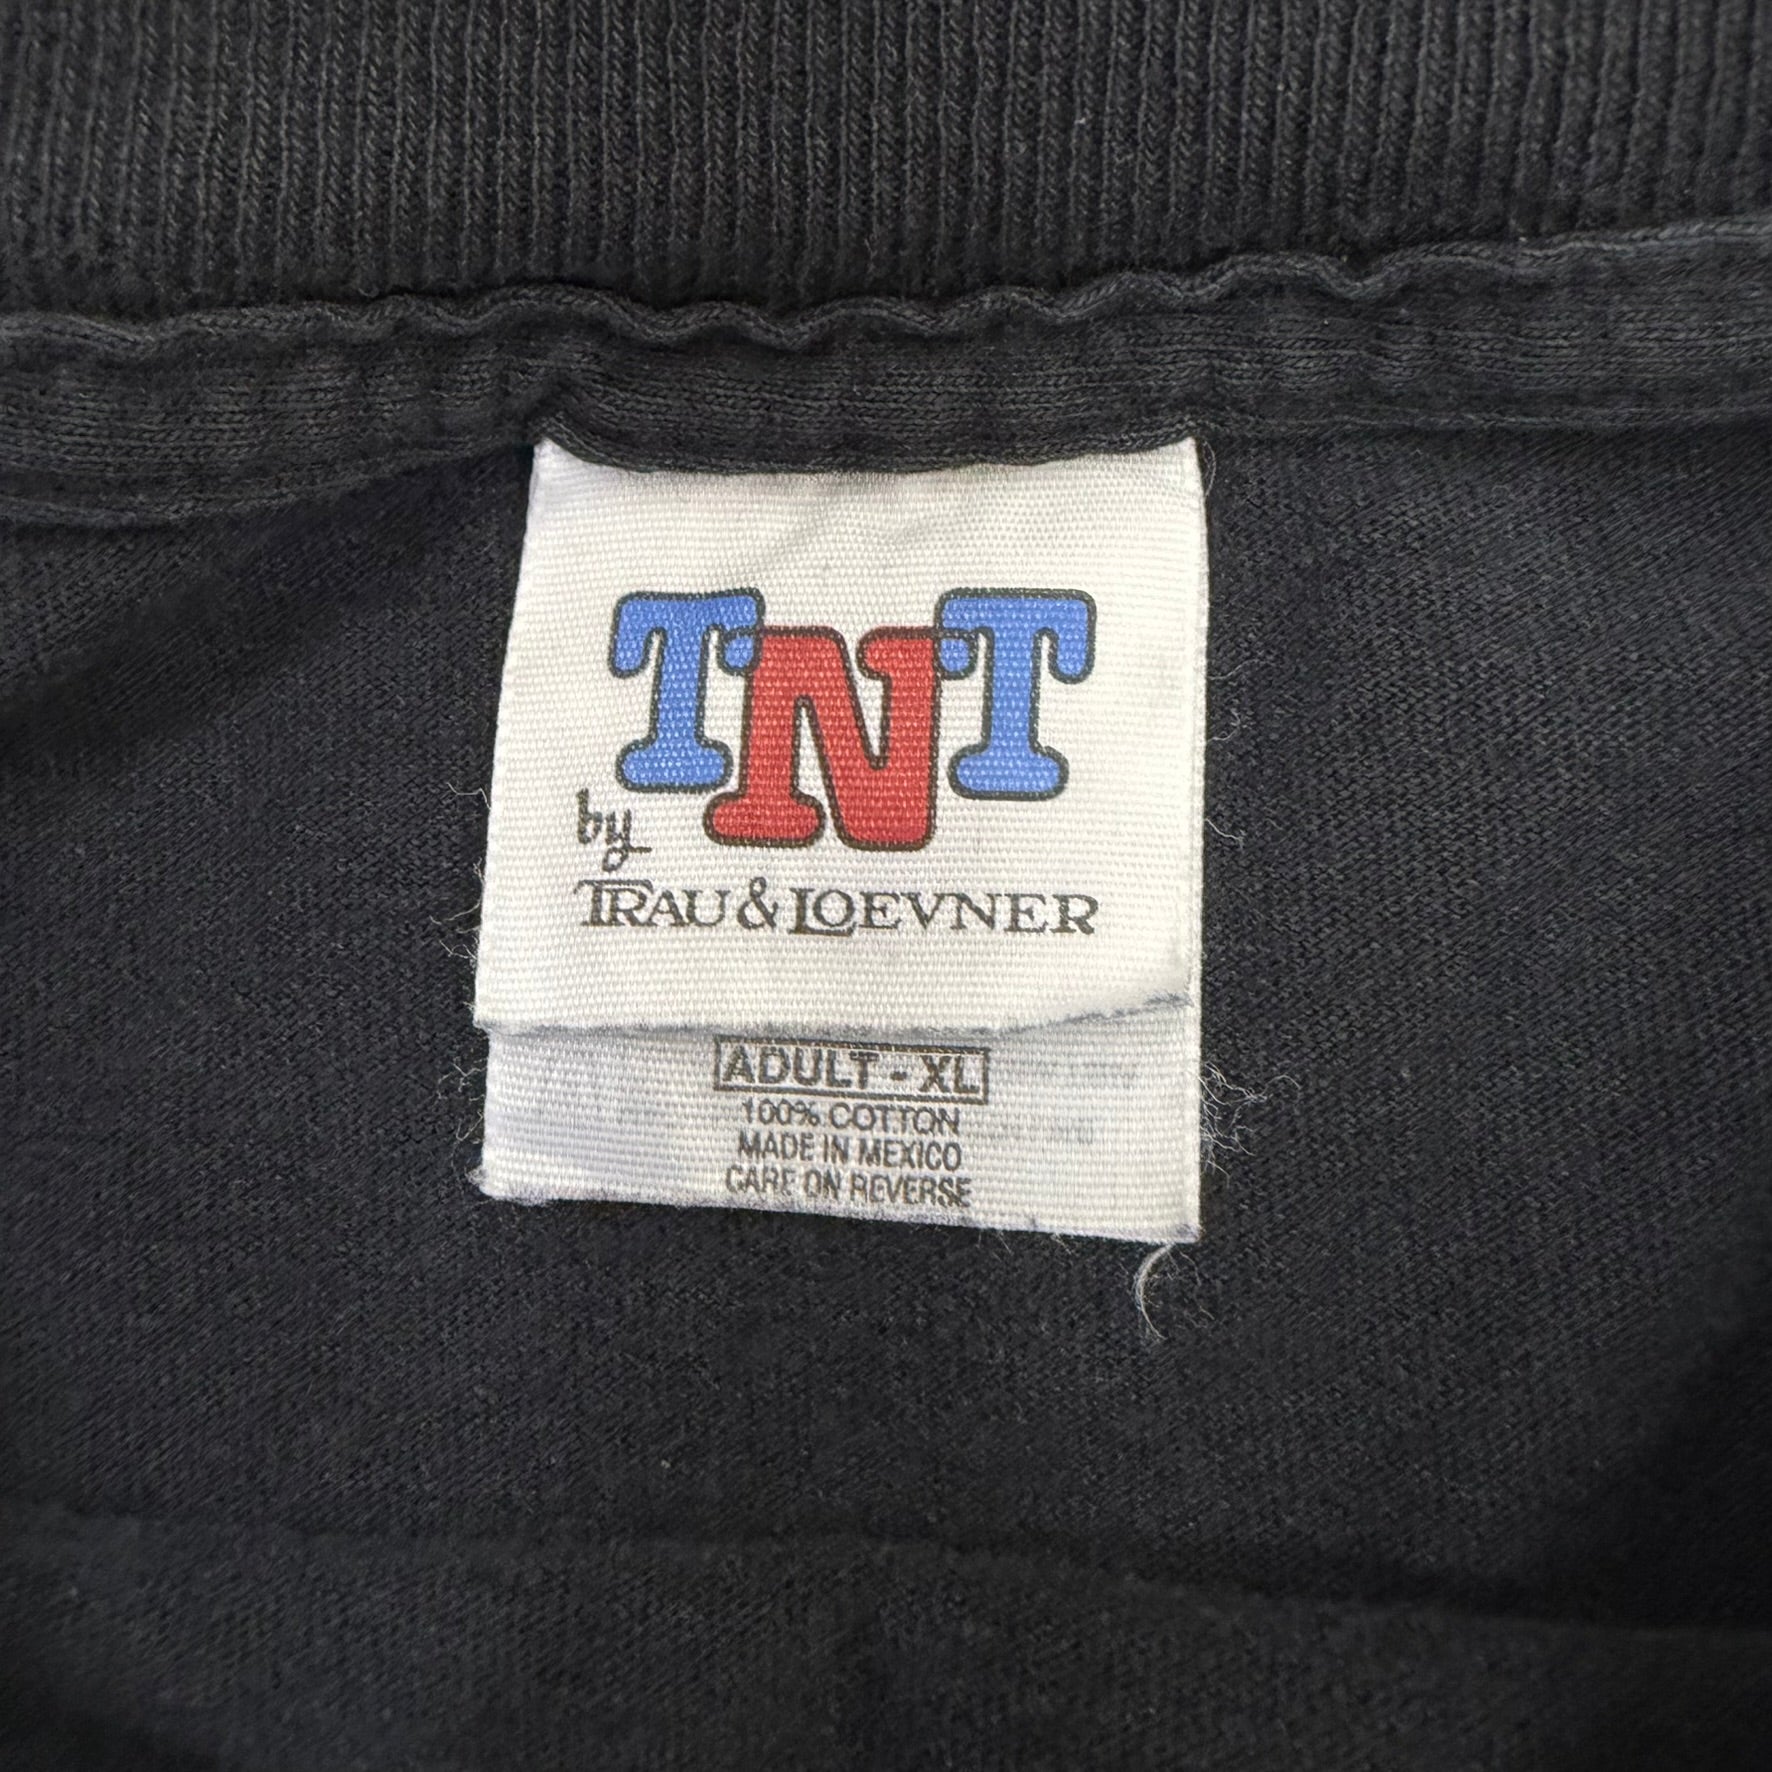 TNT
by
TRAU & LOEVNER
ADULT - XL
100% COTTON
MADE IN MEXICO
CARE ON REVERSE